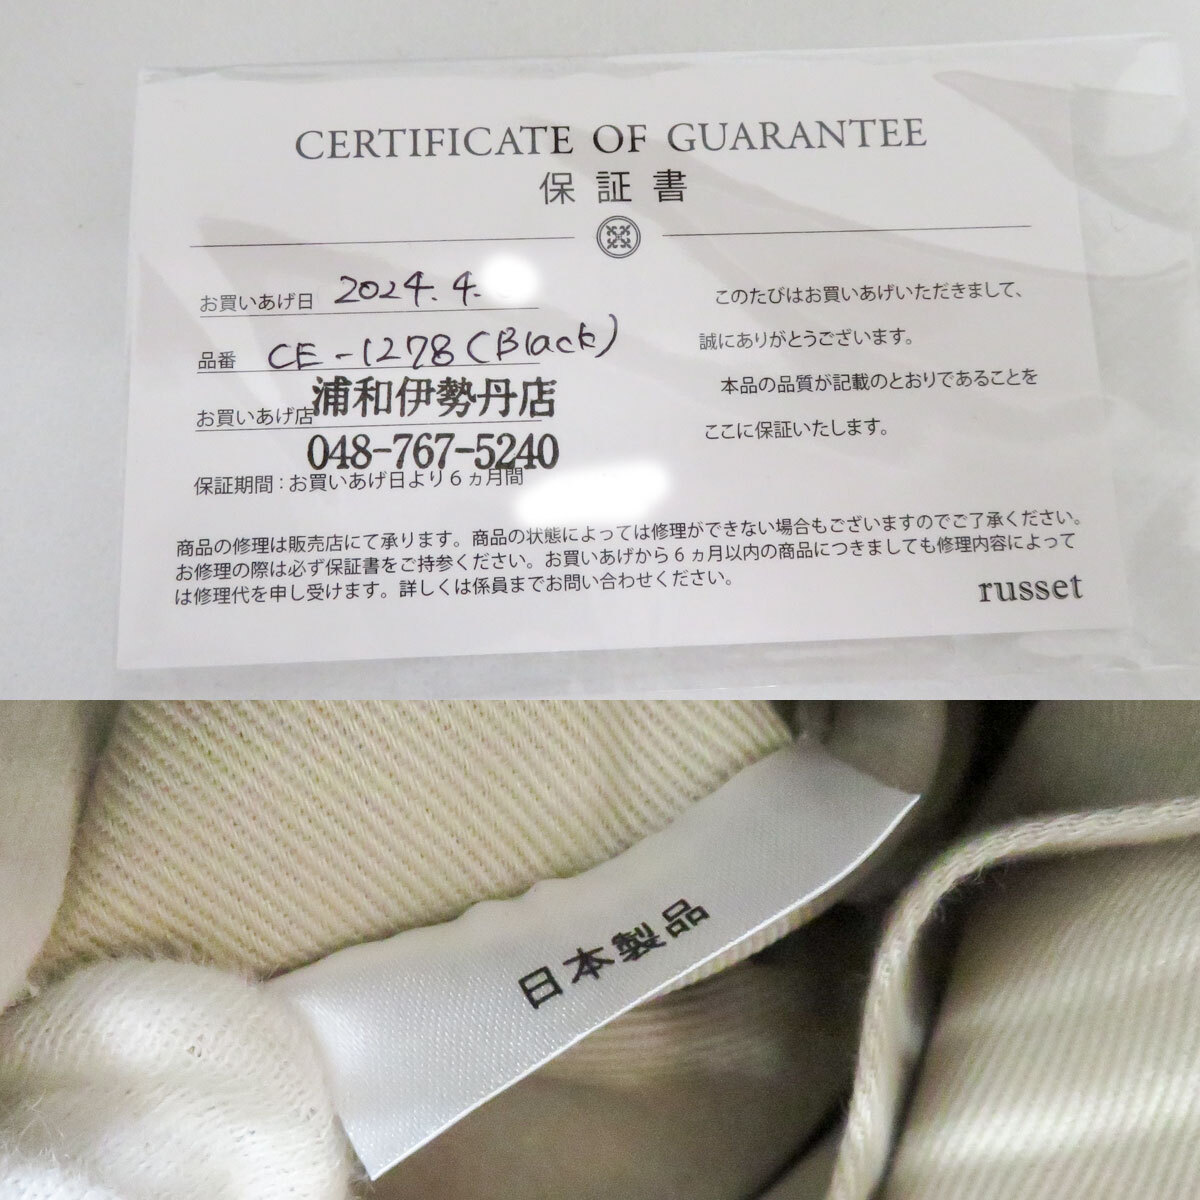 CERTIFICATE OF GUARANTEE
保証書
お買いあげ日 2024.4.
品番 CE-1278(Black)
お買いあげ店 浦和伊勢丹店
048-767-5240
保証期間:お買いあげ日より6ヵ月間
このたびはお買いあげいただきまして、
誠にありがとうございます。
本品の品質が記載のとおりであることを
ここに保証いたします。
商品の修理は販売店にて承ります。商品の状態によっては修理ができない場合もございますのでご了承ください。
お修理の際は必ず保証書をご持参ください。お買いあげから6ヵ月以内の商品につきましても修理内容によって
は修理代を申し受けます。詳しくは係員までお問い合わせください。
russet
日本製品